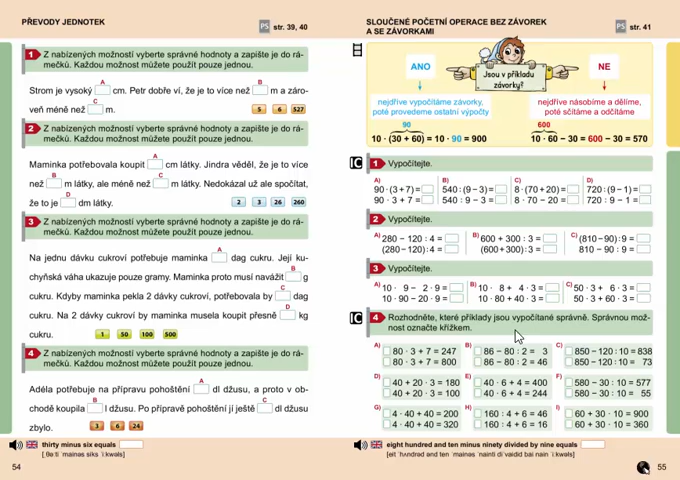 PŘEVODY JEDNOTEK
PS str. 39, 40
1 Z nabízených možností vyberte správné hodnoty a zapište je do rá-
mečků. Každou možnost můžete použít pouze jednou.
A B
Strom je vysoký cm. Petr dobře ví, že je to více než m a záro-
C
veň méně než m.
5 6 527
2 Z nabízených možností vyberte správné hodnoty a zapište je do rá-
mečků. Každou možnost můžete použít pouze jednou.
A
Maminka potřebovala koupit cm látky. Jindra věděl, že je to více
B C
než m látky, ale méně než m látky. Nedokázal už ale spočítat,
D
že to je dm látky.
2 3 26 260
3 Z nabízených možností vyberte správné hodnoty a zapište je do rá-
mečků. Každou možnost můžete použít pouze jednou.
A
Na jednu dávku cukroví potřebuje maminka dag cukru. Její ku-
B
chyňská váha ukazuje pouze gramy. Maminka proto musí navážit g
C
cukru. Kdyby maminka pekla 2 dávky cukroví, potřebovala by dag
D
cukru. Na 2 dávky cukroví by maminka musela koupit přesně kg
cukru.
1 50 100 500
4 Z nabízených možností vyberte správné hodnoty a zapište je do rá-
mečků. Každou možnost můžete použít pouze jednou.
A
Adéla potřebuje na přípravu pohoštění dl džusu, a proto v ob-
B C
chodě koupila l džusu. Po přípravě pohoštění jí ještě dl džusu
zbylo.
3 6 24
thirty minus six equals
54
SLOUČENÉ POČETNÍ OPERACE BEZ ZÁVOREK
A SE ZÁVORKAMI
PS str. 41
ANO
Jsou v příkladu
závorky?
NE
nejdříve vypočítáme závorky,
poté provedeme ostatní výpočty
nejdříve násobíme a dělíme,
poté sčítáme a odčítáme
90
10 · (30 + 60) = 10 · 90 = 900
600
10 · 60 - 30 = 600 - 30 = 570
1 Vypočítejte.
A) B) C) D)
90 · (3 + 7) = 540 : (9 – 3) = 8 · (70 + 20) = 720 : (9 – 1) =
90 · 3 + 7 = 540 : 9 – 3 = 8 · 70 – 20 = 720 : 9 – 1 =
2 Vypočítejte.
A) 280 – 120 : 4 = B) 600 + 300 : 3 = C) (810 – 90) : 9 =
(280 – 120) : 4 = (600 + 300) : 3 = 810 – 90 : 9 =
3 Vypočítejte.
A) 10 · 9 – 2 · 9 = B) 10 · 8 + 4 · 3 = C) 50 · 3 + 6 · 3 =
10 · 90 – 20 · 9 = 10 · 80 + 40 · 3 = 50 · 3 + 60 · 3 =
4 Rozhodněte, které příklady jsou vypočítané správně. Správnou mož-
nost označte křížkem.
A) B) C)
80 · 3 + 7 = 247 86 – 80 : 2 = 3 850 – 120 : 10 = 838
80 · 3 + 7 = 800 86 – 80 : 2 = 46 850 – 120 : 10 = 73
D) E) F)
40 + 20 · 3 = 180 40 · 6 + 4 = 400 580 – 30 : 10 = 577
40 + 20 · 3 = 100 40 · 6 + 4 = 244 580 – 30 : 10 = 55
G) H) I)
4 · 40 + 40 = 200 160 : 4 + 6 = 46 60 + 30 · 10 = 900
4 · 40 + 40 = 320 160 : 4 + 6 = 16 60 + 30 · 10 = 360
eight hundred and ten minus ninety divided by nine equals
55